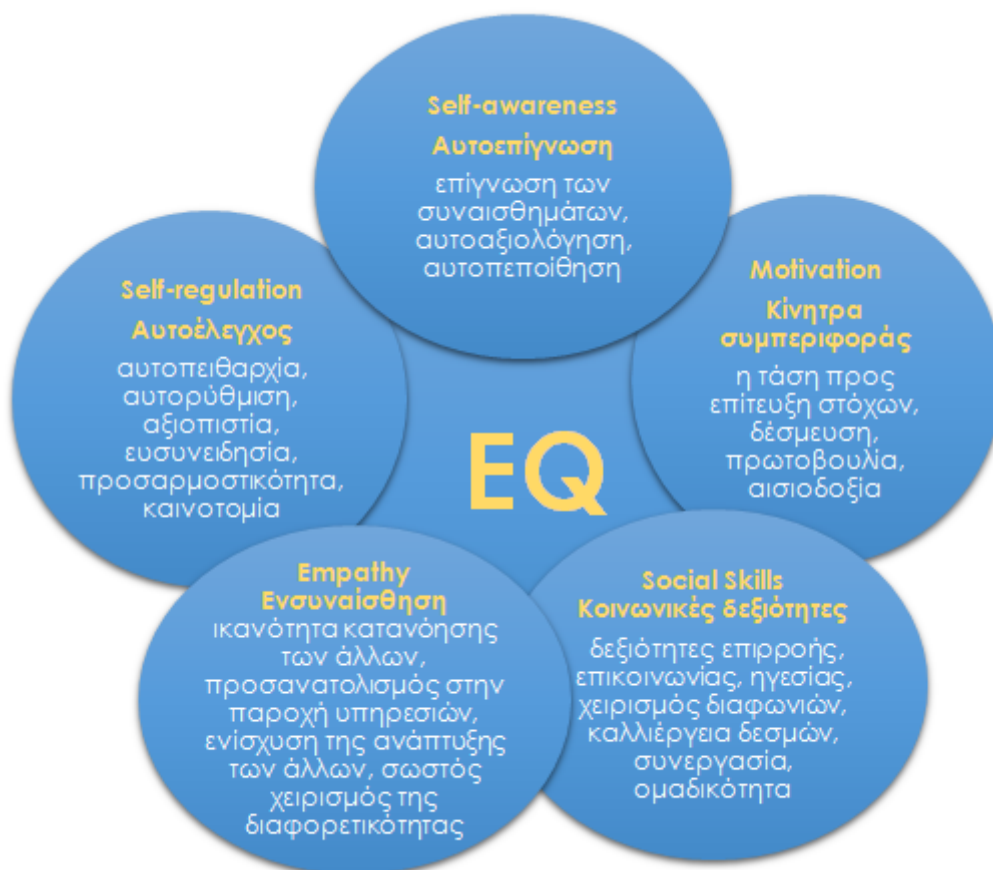 Self-awareness
Αυτοεπίγνωση
επίγνωση των
συναισθημάτων,
αυτοαξιολόγηση,
αυτοπεποίθηση
Self-regulation
Αυτοέλεγχος
αυτοπειθαρχία,
αυτορύθμιση,
αξιοπιστία,
ευσυνειδησία,
προσαρμοστικότητα,
καινοτομία
Motivation
Κίνητρα
συμπεριφοράς
η τάση προς
επίτευξη στόχων,
δέσμευση,
πρωτοβουλία,
αισιοδοξία
EQ
Empathy
Ενσυναίσθηση
ικανότητα κατανόησης
των άλλων,
προσανατολισμός στην
παροχή υπηρεσιών,
ενίσχυση της ανάπτυξης
των άλλων, σωστός
χειρισμός της
διαφορετικότητας
Social Skills
Κοινωνικές δεξιότητες
δεξιότητες επιρροής,
επικοινωνίας, ηγεσίας,
χειρισμός διαφωνιών,
καλλιέργεια δεσμών,
συνεργασία,
ομαδικότητα